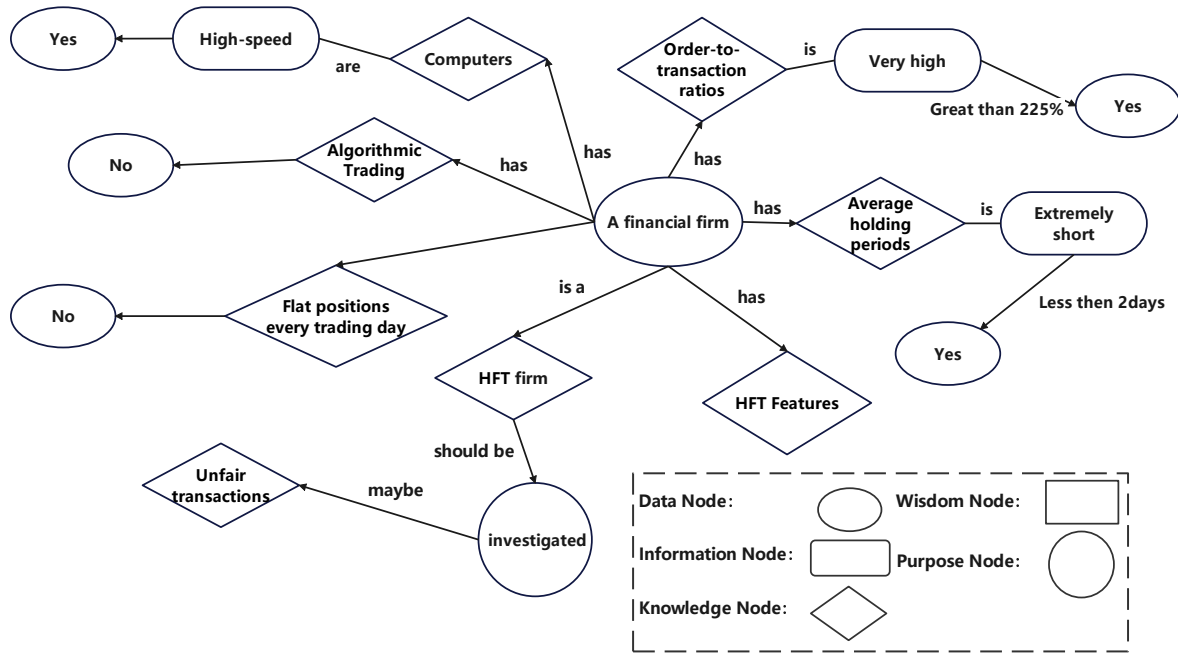 Yes
High-speed
are
Computers
Order-to-
transaction
ratios
is
Very high
Great than 225%
Yes
No
Algorithmic
Trading
has
has
has
A financial firm
has
Average
holding
periods
is
Extremely
short
Less then 2days
Yes
No
Flat positions
every trading day
is a
has
HFT firm
HFT Features
should be
Unfair
transactions
maybe
investigated
Data Node:
Wisdom Node:
Information Node:
Purpose Node:
Knowledge Node: